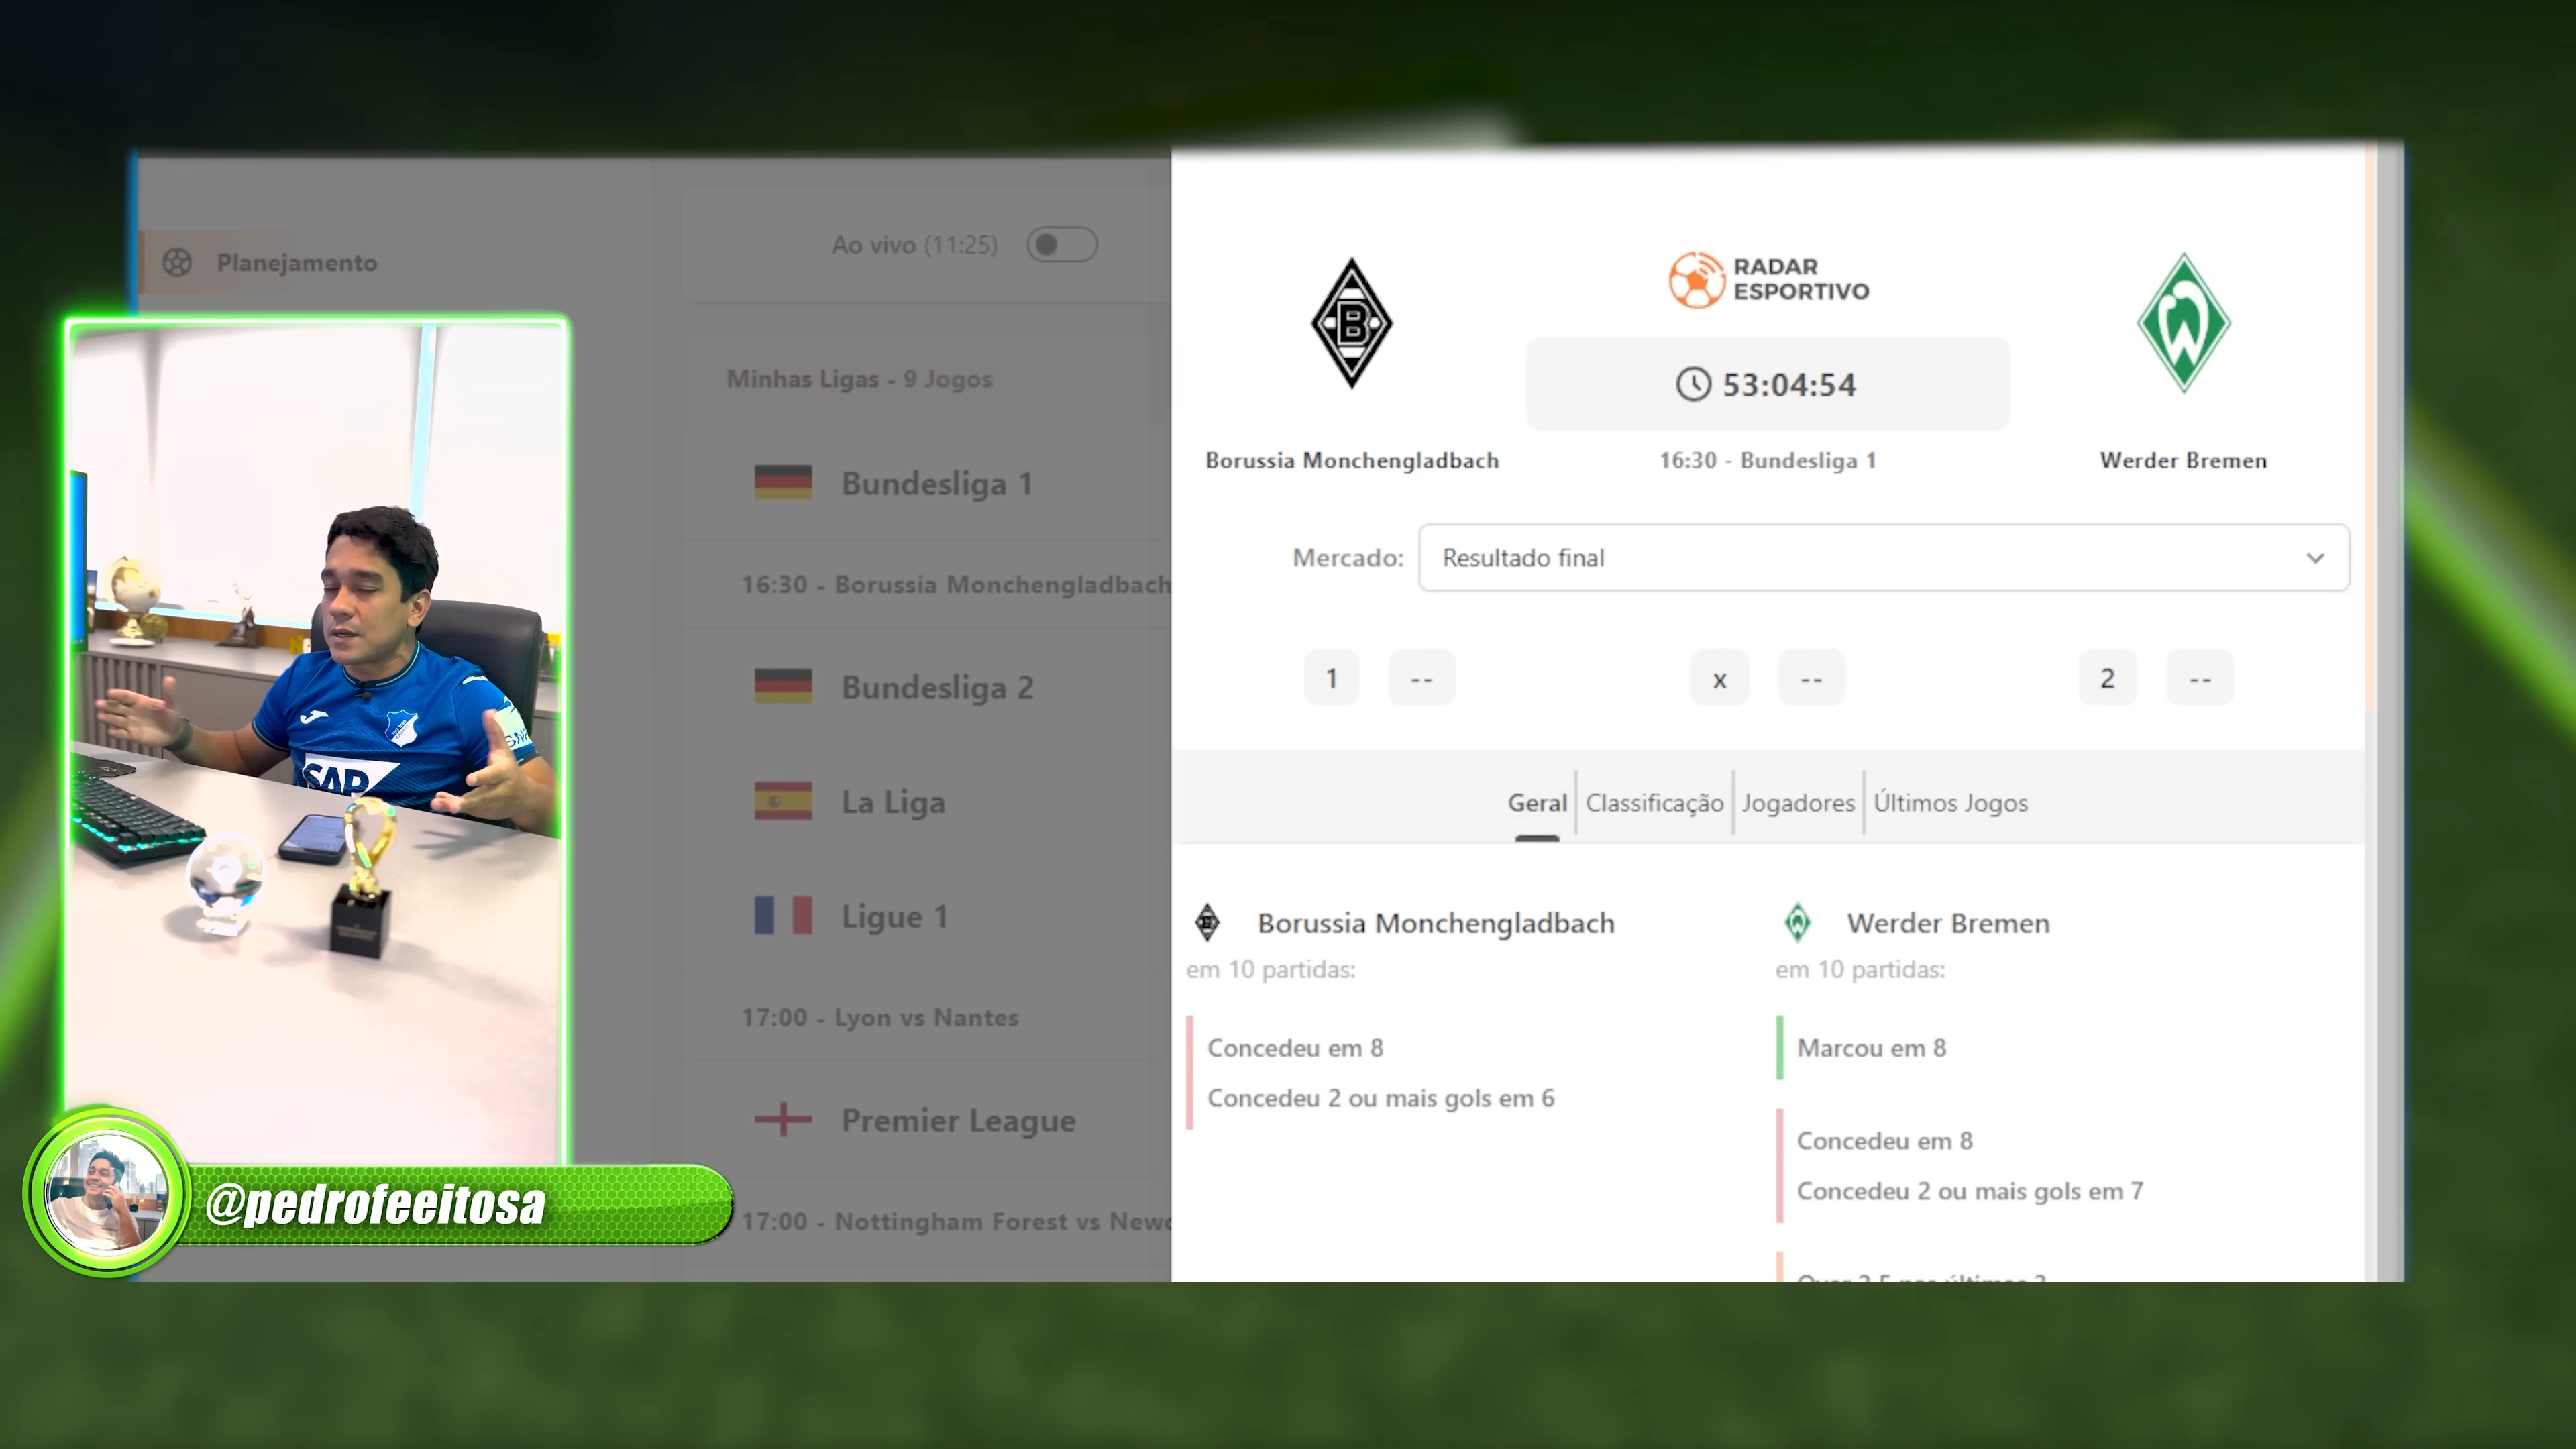 Planejamento
Ao vivo (11:25)
Minhas Ligas - 9 Jogos
Bundesliga 1
16:30 - Borussia Monchengladbach
Bundesliga 2
La Liga
Ligue 1
17:00 - Lyon vs Nantes
Premier League
17:00 - Nottingham Forest vs Newc
SAP
@pedrofeeitosa
RADAR
ESPORTIVO
53:04:54
Borussia Monchengladbach
16:30 - Bundesliga 1
Werder Bremen
Mercado: Resultado final
1 -- x -- 2 --
Geral Classificação Jogadores Últimos Jogos
Borussia Monchengladbach
em 10 partidas:
Concedeu em 8
Concedeu 2 ou mais gols em 6
Werder Bremen
em 10 partidas:
Marcou em 8
Concedeu em 8
Concedeu 2 ou mais gols em 7